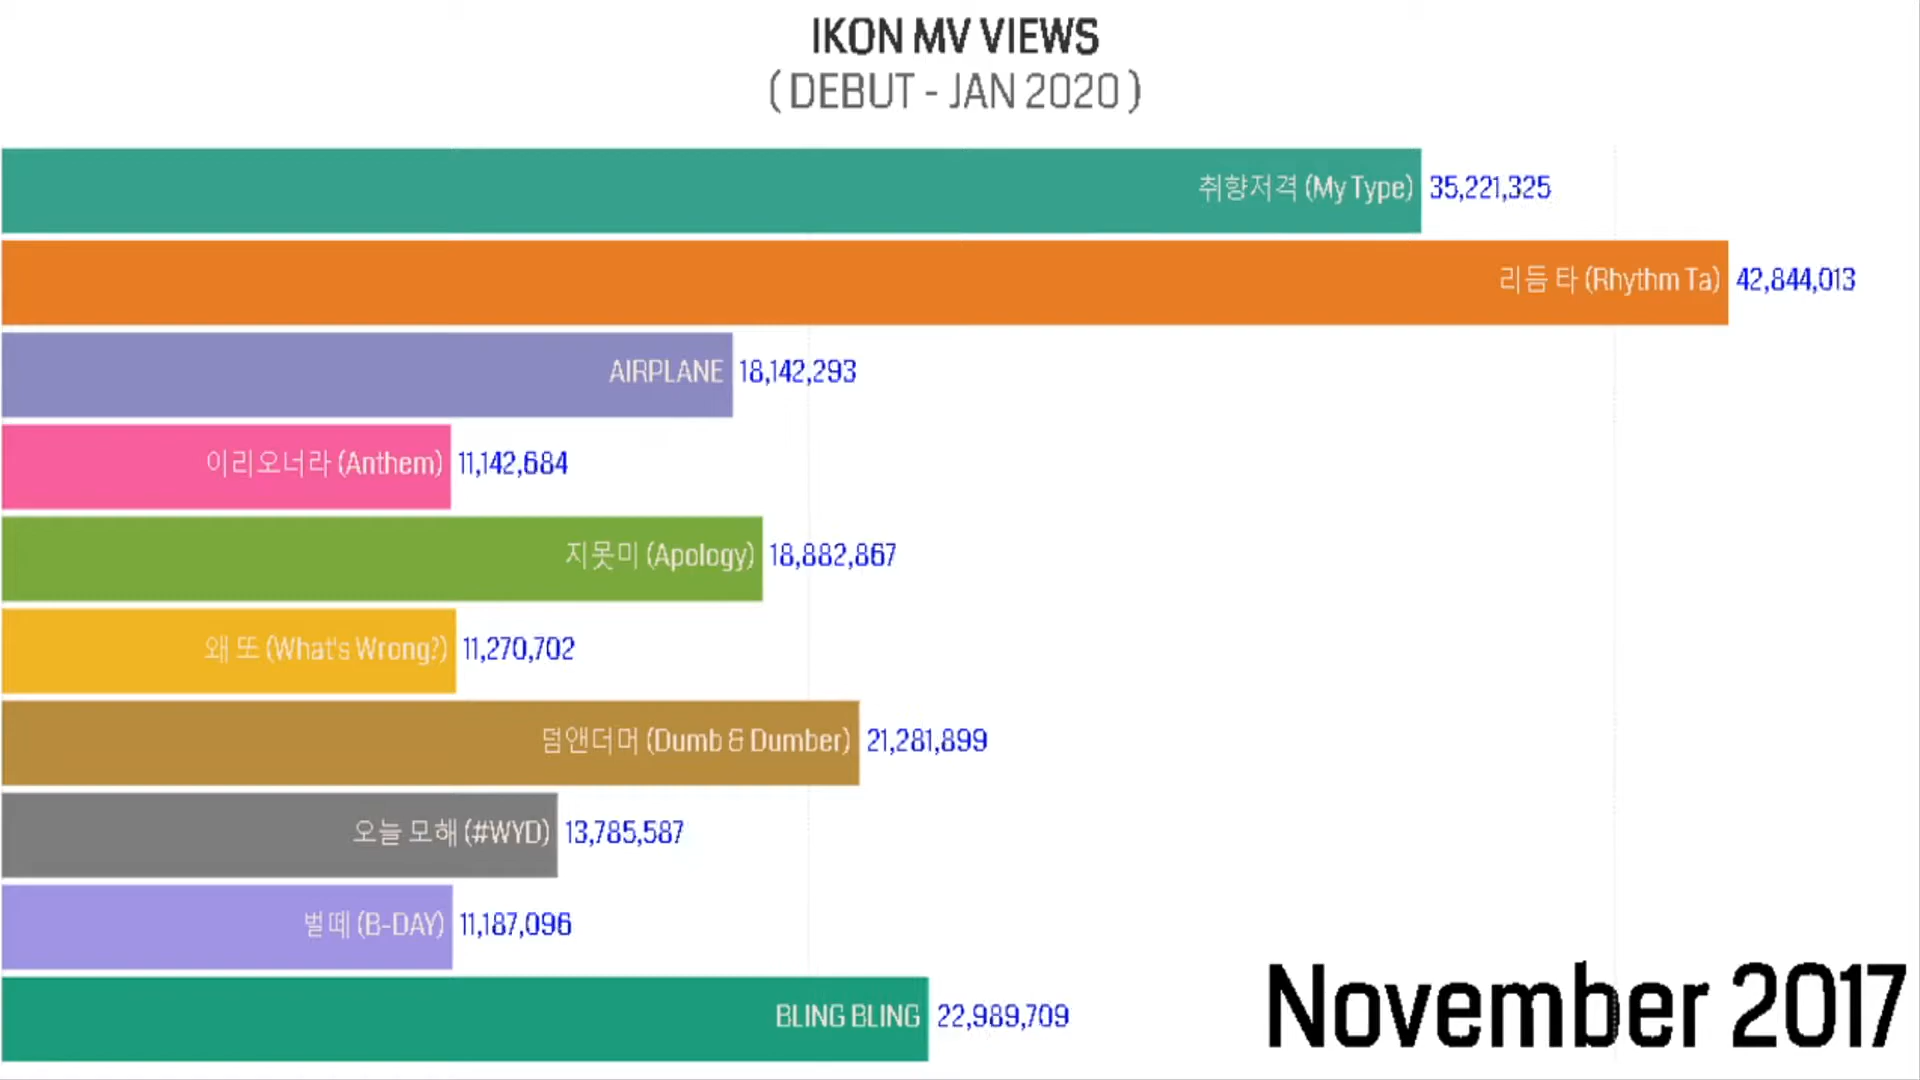 IKON MV VIEWS
( DEBUT - JAN 2020 )
취향저격 (My Type) 35,221,325
리듬 타 (Rhythm Ta) 42,844,013
AIRPLANE 18,142,293
이리오너라 (Anthem) 11,142,684
지못미 (Apology) 18,882,867
왜 또 (What's Wrong?) 11,270,702
덤앤더머 (Dumb & Dumber) 21,281,899
오늘 모해 (#WYD) 13,785,587
벌떼 (B-DAY) 11,187,096
BLING BLING 22,989,709
November 2017